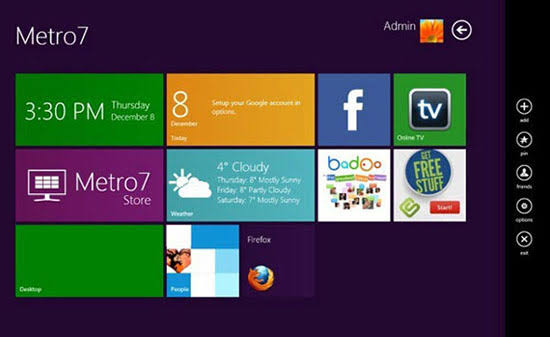 Metro7
Admin
3:30 PM
Thursday
December 8
8
December
Today
Setup your Google account in
options.
f
tv
Online TV
Metro7
Store
4° Cloudy
Thursday: 8° Mostly Sunny
Friday: 8° Partly Cloudy
Saturday: 7° Mostly Sunny
Weather
badoo
GET
FREE
STUFF
Start!
Desktop
People
Firefox
add
pin
friends
options
exit